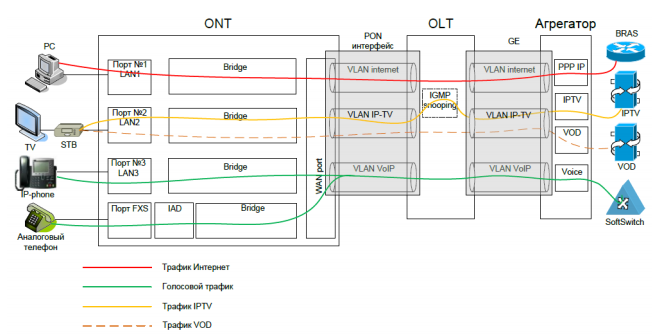 ONT
OLT
Агрегатор
PON
интерфейс
GE
BRAS
PC
Порт №1
LAN1
Bridge
VLAN internet
VLAN internet
PPP IP
Порт №2
LAN2
Bridge
VLAN IP-TV
IGMP
snooping
VLAN IP-TV
IPTV
IPTV
TV
STB
VOD
VOD
Порт №3
LAN3
Bridge
WAN port
VLAN VoIP
VLAN VoIP
Voice
IP-phone
Порт FXS
IAD
Bridge
SoftSwitch
Аналоговый
телефон
Трафик Интернет
Голосовой трафик
Трафик IPTV
Трафик VOD